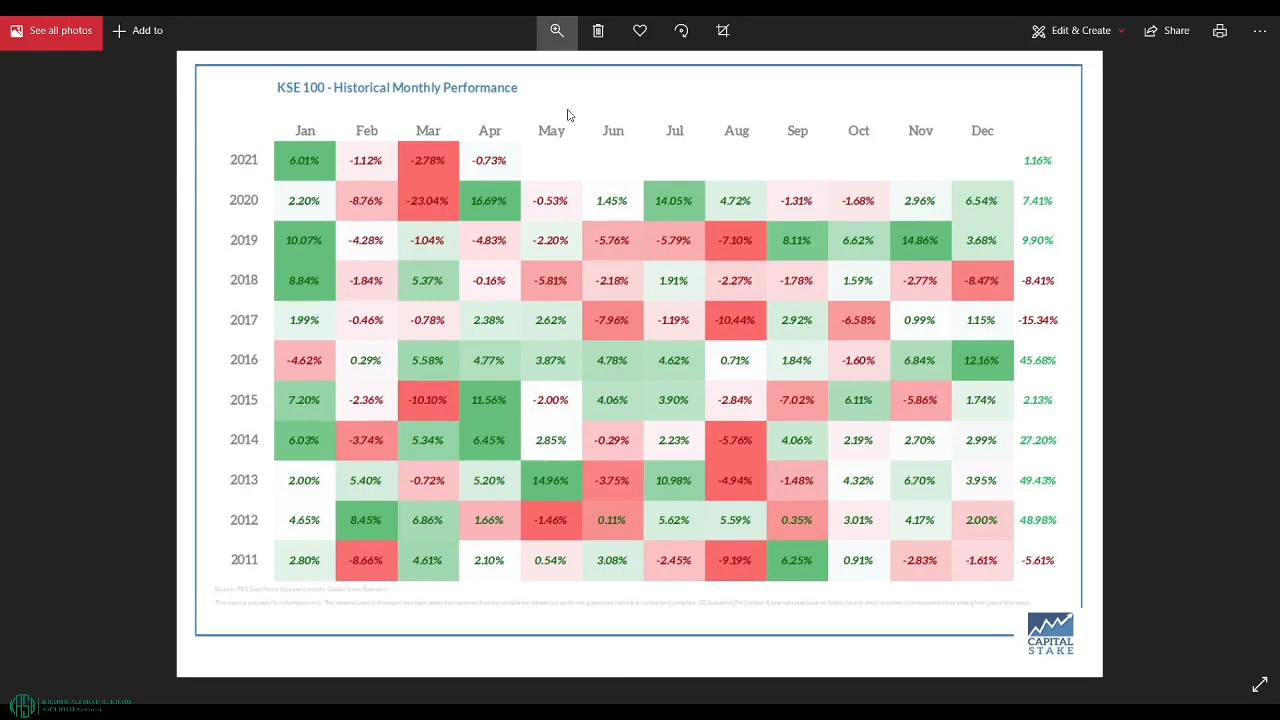 See all photos Add to Edit & Create Share
KSE 100 - Historical Monthly Performance
Jan Feb Mar Apr May Jun Jul Aug Sep Oct Nov Dec
2021 6.01% -1.12% -2.78% -0.73% 1.16%
2020 2.20% -8.76% -23.04% 16.69% -0.53% 1.45% 14.05% 4.72% -1.31% -1.68% 2.96% 6.54% 7.41%
2019 10.07% -4.28% -1.04% -4.83% -2.20% -5.76% -5.79% -7.10% 8.11% 6.62% 14.86% 3.68% 9.90%
2018 8.84% -1.84% 5.37% -0.16% -5.81% -2.18% 1.91% -2.27% -1.78% 1.59% -2.77% -8.47% -8.41%
2017 1.99% -0.46% -0.78% 2.38% 2.62% -7.96% -1.19% -10.44% 2.92% -6.58% 0.99% 1.15% -15.34%
2016 -4.62% 0.29% 5.58% 4.77% 3.87% 4.78% 4.62% 0.71% 1.84% -1.60% 6.84% 12.16% 45.68%
2015 7.20% -2.36% -10.10% 11.56% -2.00% 4.06% 3.90% -2.84% -7.02% 6.11% -5.86% 1.74% 2.13%
2014 6.03% -3.74% 5.34% 6.45% 2.85% -0.29% 2.23% -5.76% 4.06% 2.19% 2.70% 2.99% 27.20%
2013 2.00% 5.40% -0.72% 5.20% 14.96% -3.75% 10.98% -4.94% -1.48% 4.32% 6.70% 3.95% 49.43%
2012 4.65% 8.45% 6.86% 1.66% -1.46% 0.11% 5.62% 5.59% 0.35% 3.01% 4.17% 2.00% 48.98%
2011 2.80% -8.66% 4.61% 2.10% 0.54% 3.08% -2.45% -9.19% 6.25% 0.91% -2.83% -1.61% -5.61%
CAPITAL
STAKE